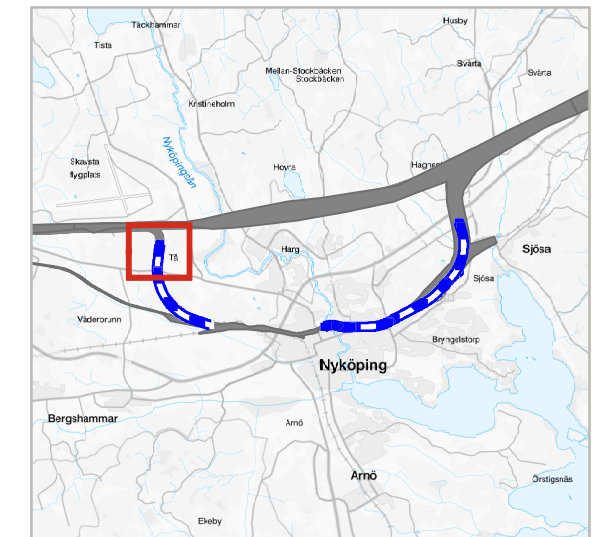 Täckhammar
Husby
Tista
Svärta
Mellan-Stockbäcken
Stockbäcken
Svärta
Kristineholm
Nyköpingsån
Skavsta
flygplats
Hovra
Harg
Tå
Sjösa
Sjösa
Väderbrunn
Bryngelstorp
Nyköping
Bergshammar
Arnö
Arnö
Örstigsnäs
Ekeby